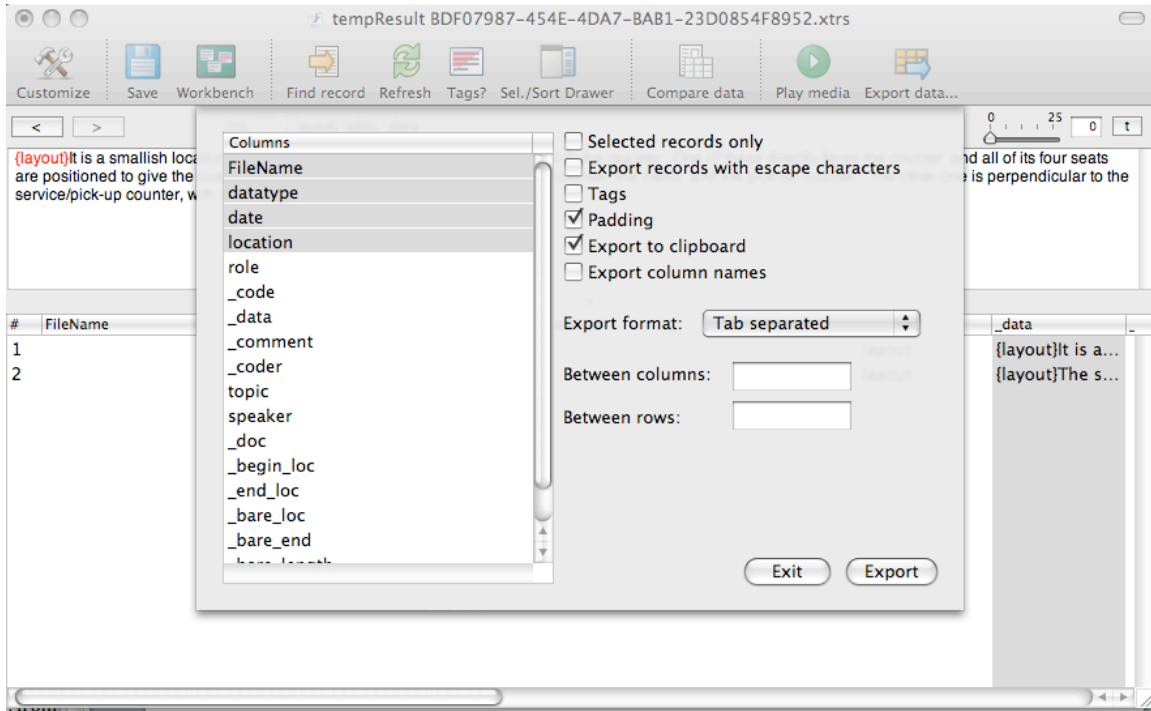 tempResult BDF07987-454E-4DA7-BAB1-23D0854F8952.xtrs
Customize Save Workbench Find record Refresh Tags? Sel./Sort Drawer Compare data Play media Export data...
< > 0 25 0 t
{layout}It is a smallish loca nd all of its four seats
are positioned to give the is perpendicular to the
service/pick-up counter, w
Columns
FileName
datatype
date
location
role
_code
_data
_comment
_coder
topic
speaker
_doc
_begin_loc
_end_loc
_bare_loc
_bare_end
_bare_length
Selected records only
Export records with escape characters
Tags
Padding
Export to clipboard
Export column names
Export format: Tab separated
Between columns:
Between rows:
Exit Export
# FileName _data _
1 {layout}It is a...
2 {layout}The s...